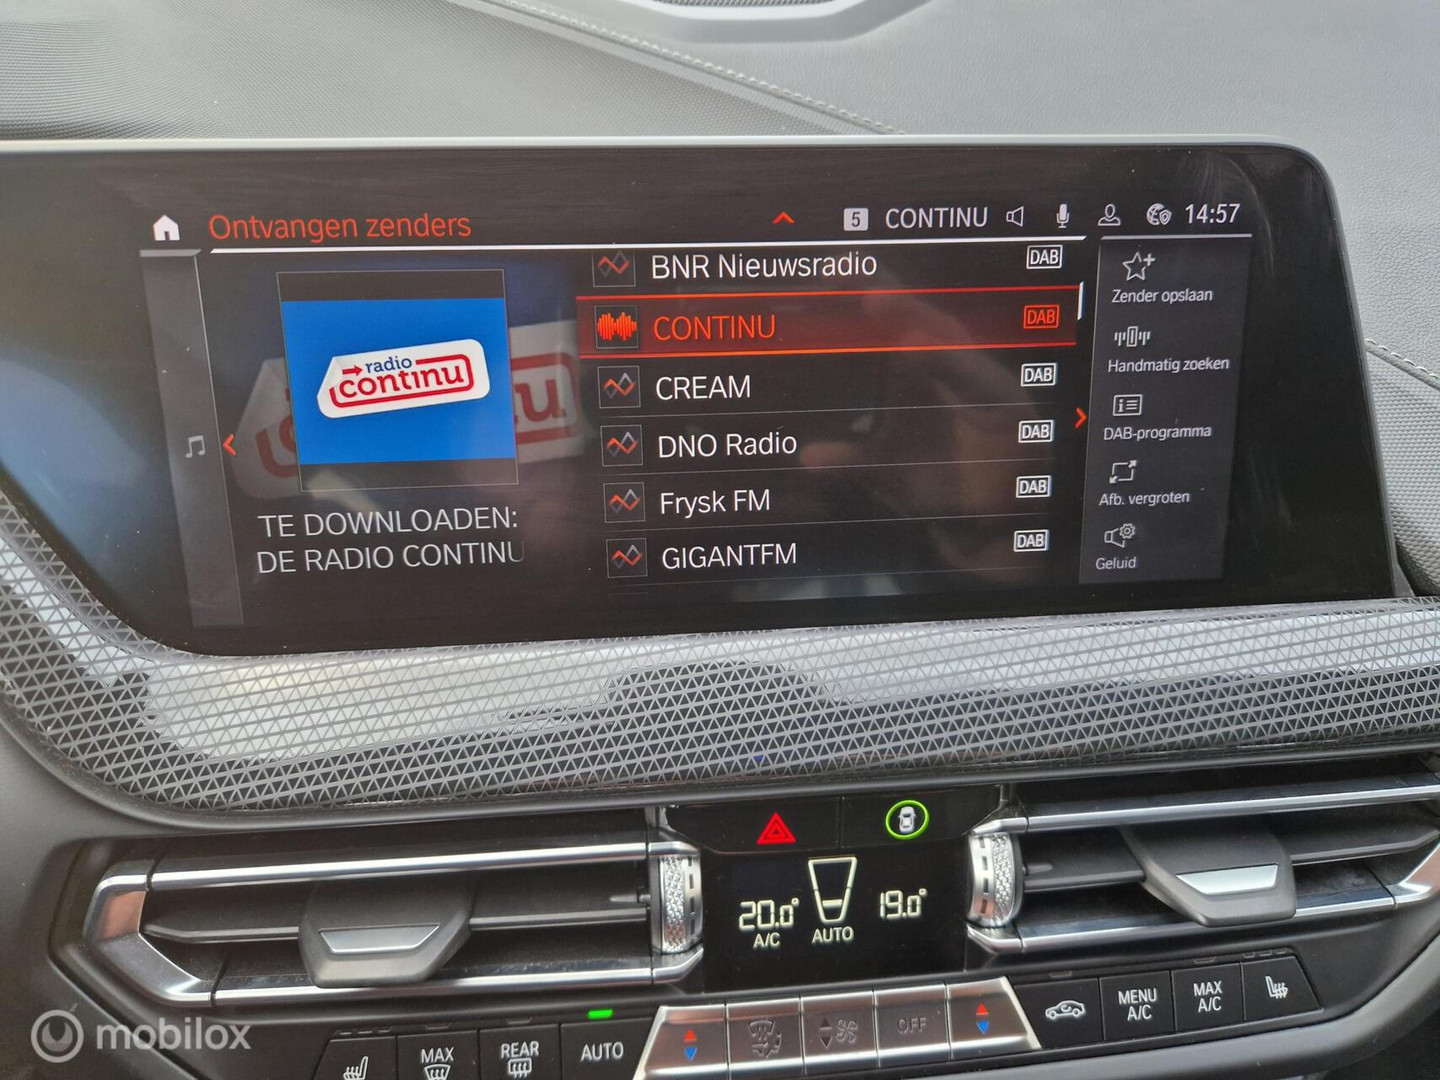 Ontvangen zenders
5 CONTINU 14:57
radio
continu
TE DOWNLOADEN:
DE RADIO CONTINU
BNR Nieuwsradio DAB
CONTINU DAB
CREAM DAB
DNO Radio DAB
Frysk FM DAB
GIGANTFM DAB
Zender opslaan
Handmatig zoeken
DAB-programma
Afb. vergroten
Geluid
20.0° 19.0°
A/C AUTO
MAX
REAR
AUTO
OFF
MENU
A/C
MAX
A/C
mobilox